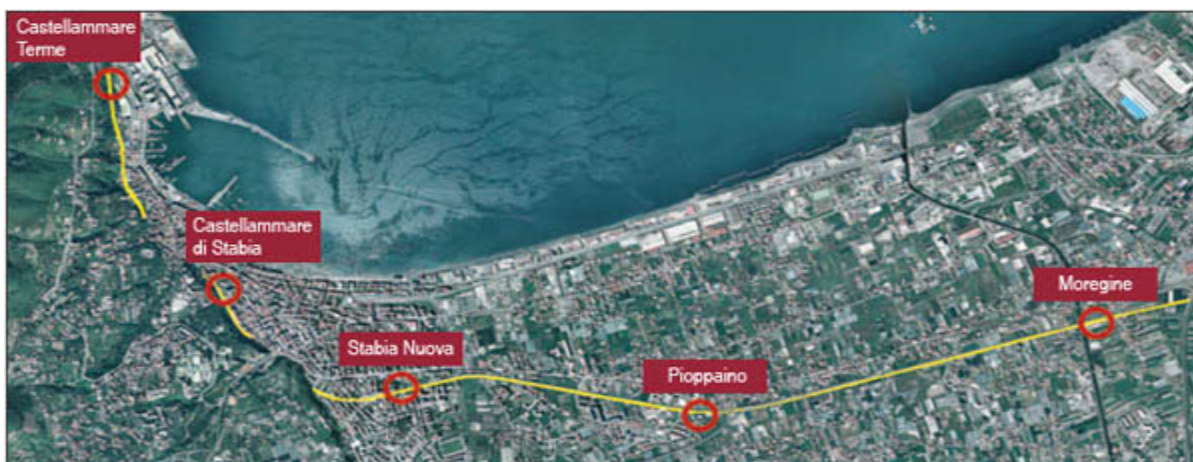 Castellammare
Terme
Castellammare
di Stabia
Stabia Nuova
Pioppaino
Moregine